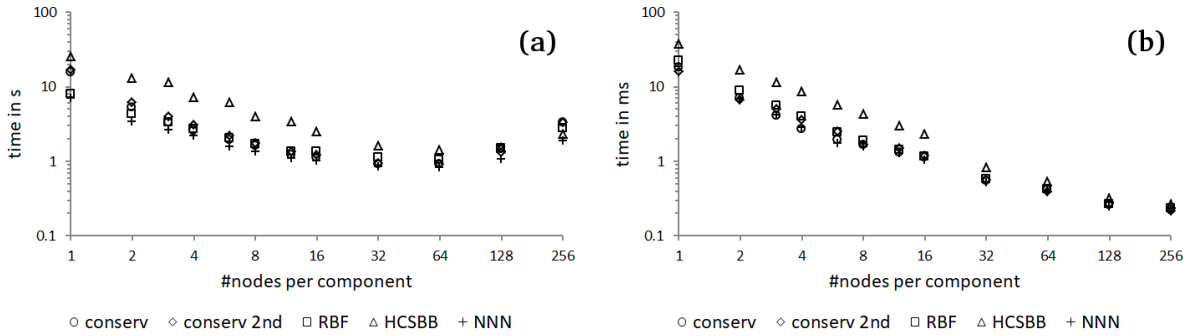 100
10
1
0.1
time in s
(a)
1 2 4 8 16 32 64 128 256
#nodes per component
conserv conserv 2nd RBF HCSBB NNN
100
10
1
0.1
time in ms
(b)
1 2 4 8 16 32 64 128 256
#nodes per component
conserv conserv 2nd RBF HCSBB NNN